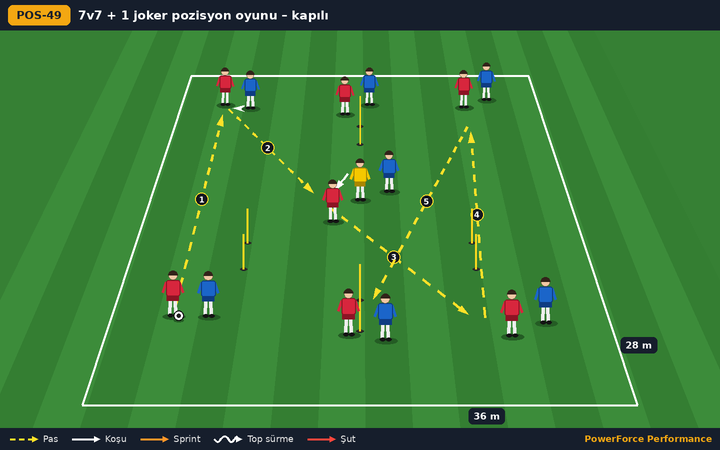 POS-49
7v7 + 1 joker pozisyon oyunu – kapılı
2
1
5
4
3
28 m
36 m
Pas
Koşu
Sprint
Top sürme
Şut
PowerForce Performance